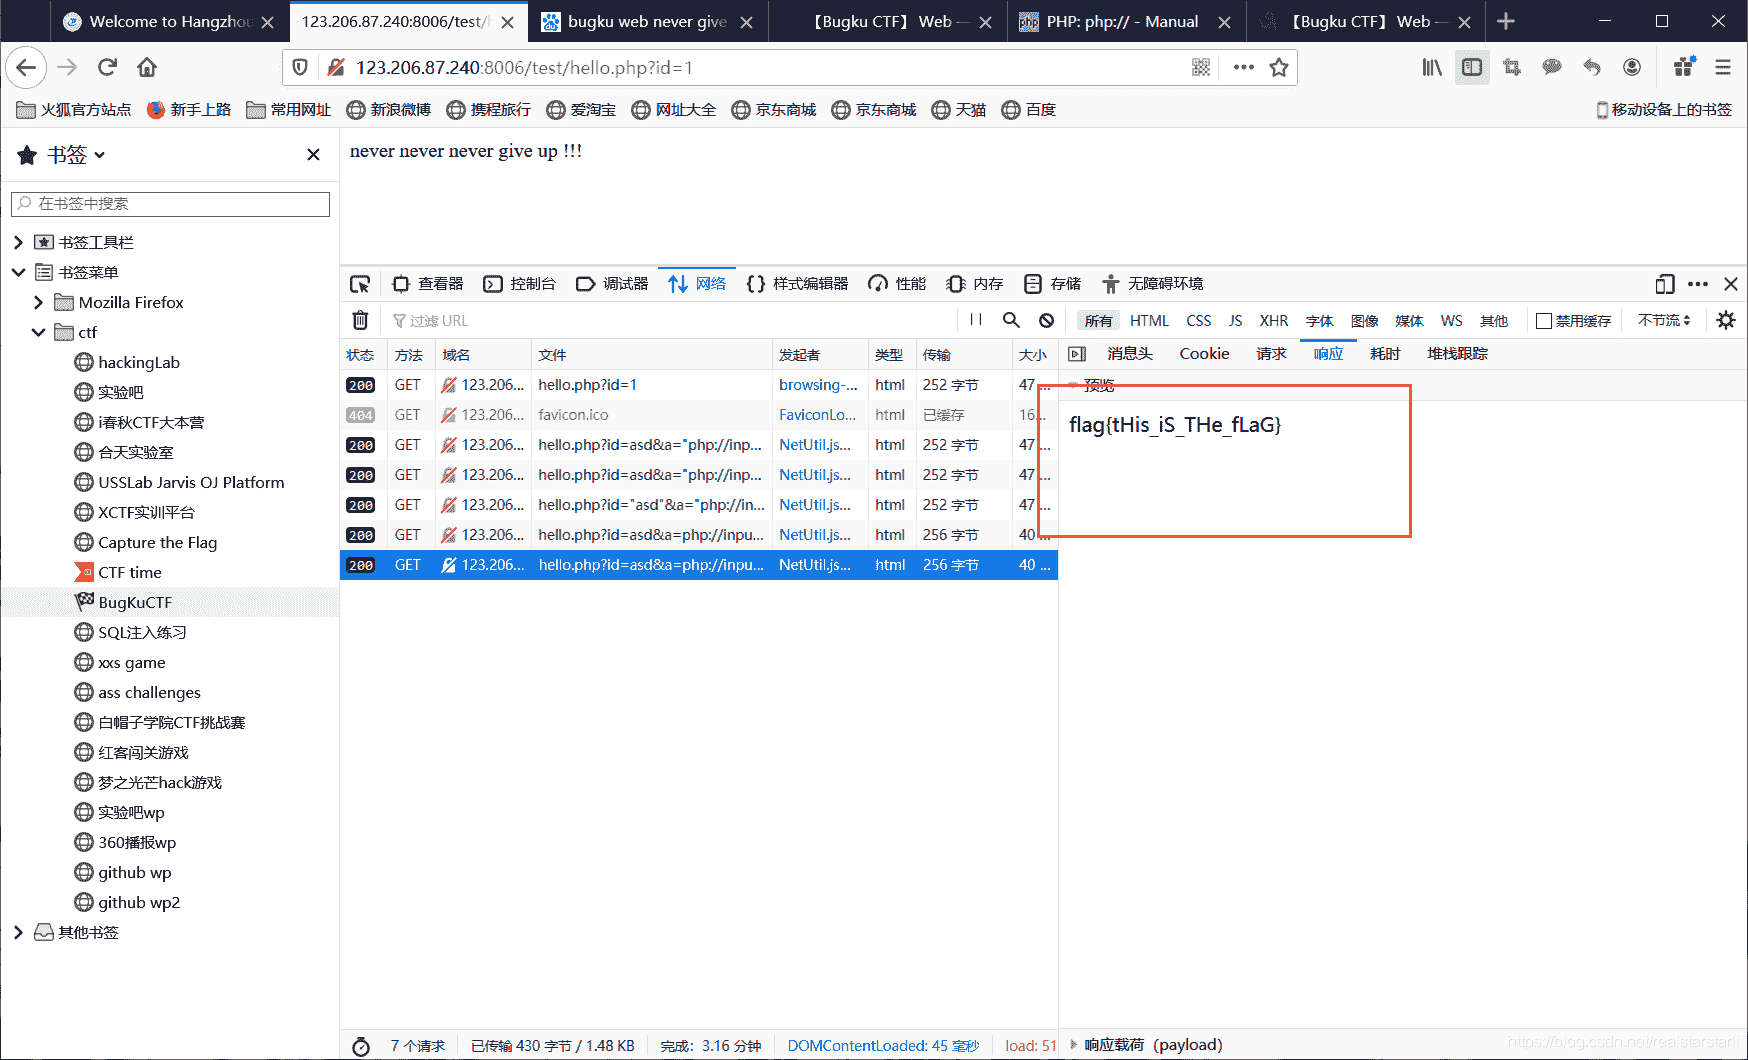 Welcome to Hangzhou
123.206.87.240:8006/test/h
bugku web never give
【Bugku CTF】 Web —
PHP: php:// - Manual
【Bugku CTF】 Web —
123.206.87.240:8006/test/hello.php?id=1
火狐官方站点 新手上路 常用网址 新浪微博 携程旅行 爱淘宝 网址大全 京东商城 京东商城 天猫 百度 移动设备上的书签
书签
在书签中搜索
书签工具栏
书签菜单
Mozilla Firefox
ctf
hackingLab
实验吧
i春秋CTF大本营
合天实验室
USSLab Jarvis OJ Platform
XCTF实训平台
Capture the Flag
CTF time
BugKuCTF
SQL注入练习
xxs game
ass challenges
白帽子学院CTF挑战赛
红客闯关游戏
梦之光芒hack游戏
实验吧wp
360播报wp
github wp
github wp2
其他书签
never never never give up !!!
查看器 控制台 调试器 网络 样式编辑器 性能 内存 存储 无障碍环境
过滤 URL
所有 HTML CSS JS XHR 字体 图像 媒体 WS 其他 禁用缓存 不节流
状态 方法 域名 文件 发起者 类型 传输 大小
200 GET 123.206... hello.php?id=1 browsing-... html 252 字节 47 ...
404 GET 123.206... favicon.ico FaviconLo... html 已缓存 16...
200 GET 123.206... hello.php?id=asd&a="php://inp... NetUtil.js... html 252 字节 47 ...
200 GET 123.206... hello.php?id=asd&a="php://inp... NetUtil.js... html 252 字节 47 ...
200 GET 123.206... hello.php?id="asd"&a="php://in... NetUtil.js... html 252 字节 47 ...
200 GET 123.206... hello.php?id=asd&a=php://inpu... NetUtil.js... html 256 字节 40 ...
200 GET 123.206... hello.php?id=asd&a=php://inpu... NetUtil.js... html 256 字节 40 ...
消息头 Cookie 请求 响应 耗时 堆栈跟踪
预览
flag{tHis_iS_THe_fLaG}
7 个请求 已传输 430 字节 / 1.48 KB 完成：3.16 分钟 DOMContentLoaded: 45 毫秒 load: 51
响应载荷 (payload)
https://blog.csdn.net/realstarstarli